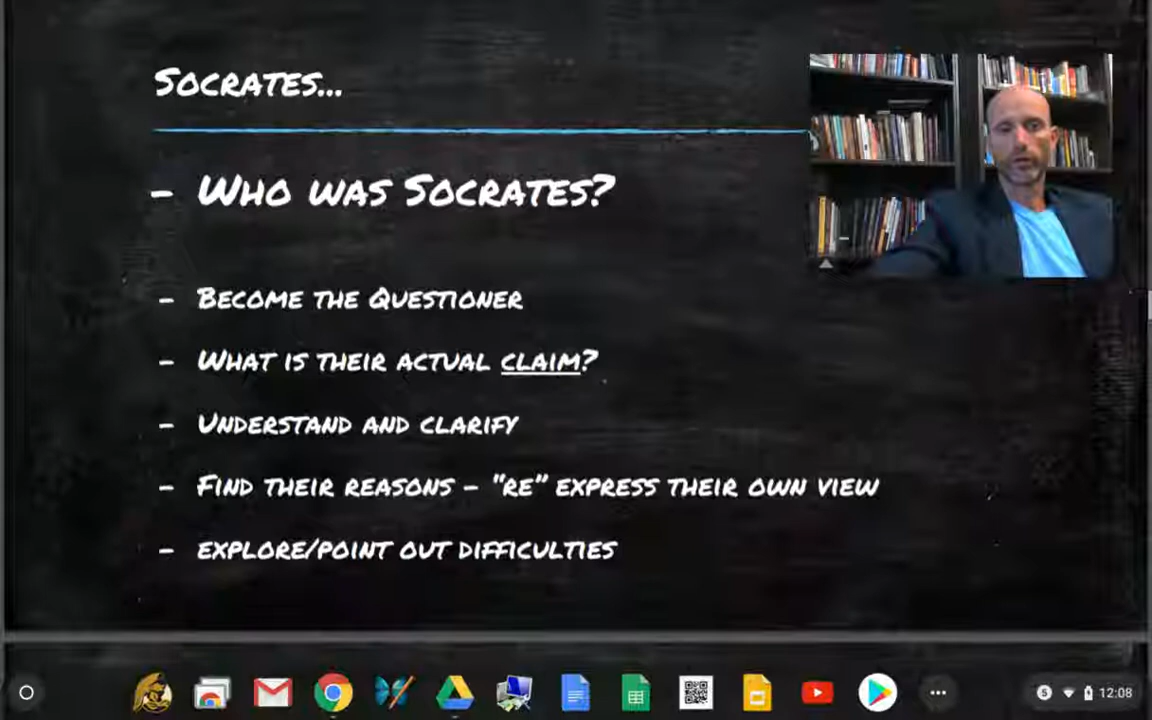 Socrates...
- Who was Socrates?
- Become the Questioner
- What is their actual claim?
- Understand and clarify
- Find their reasons – "re" express their own view
- explore/point out difficulties
5 12:08